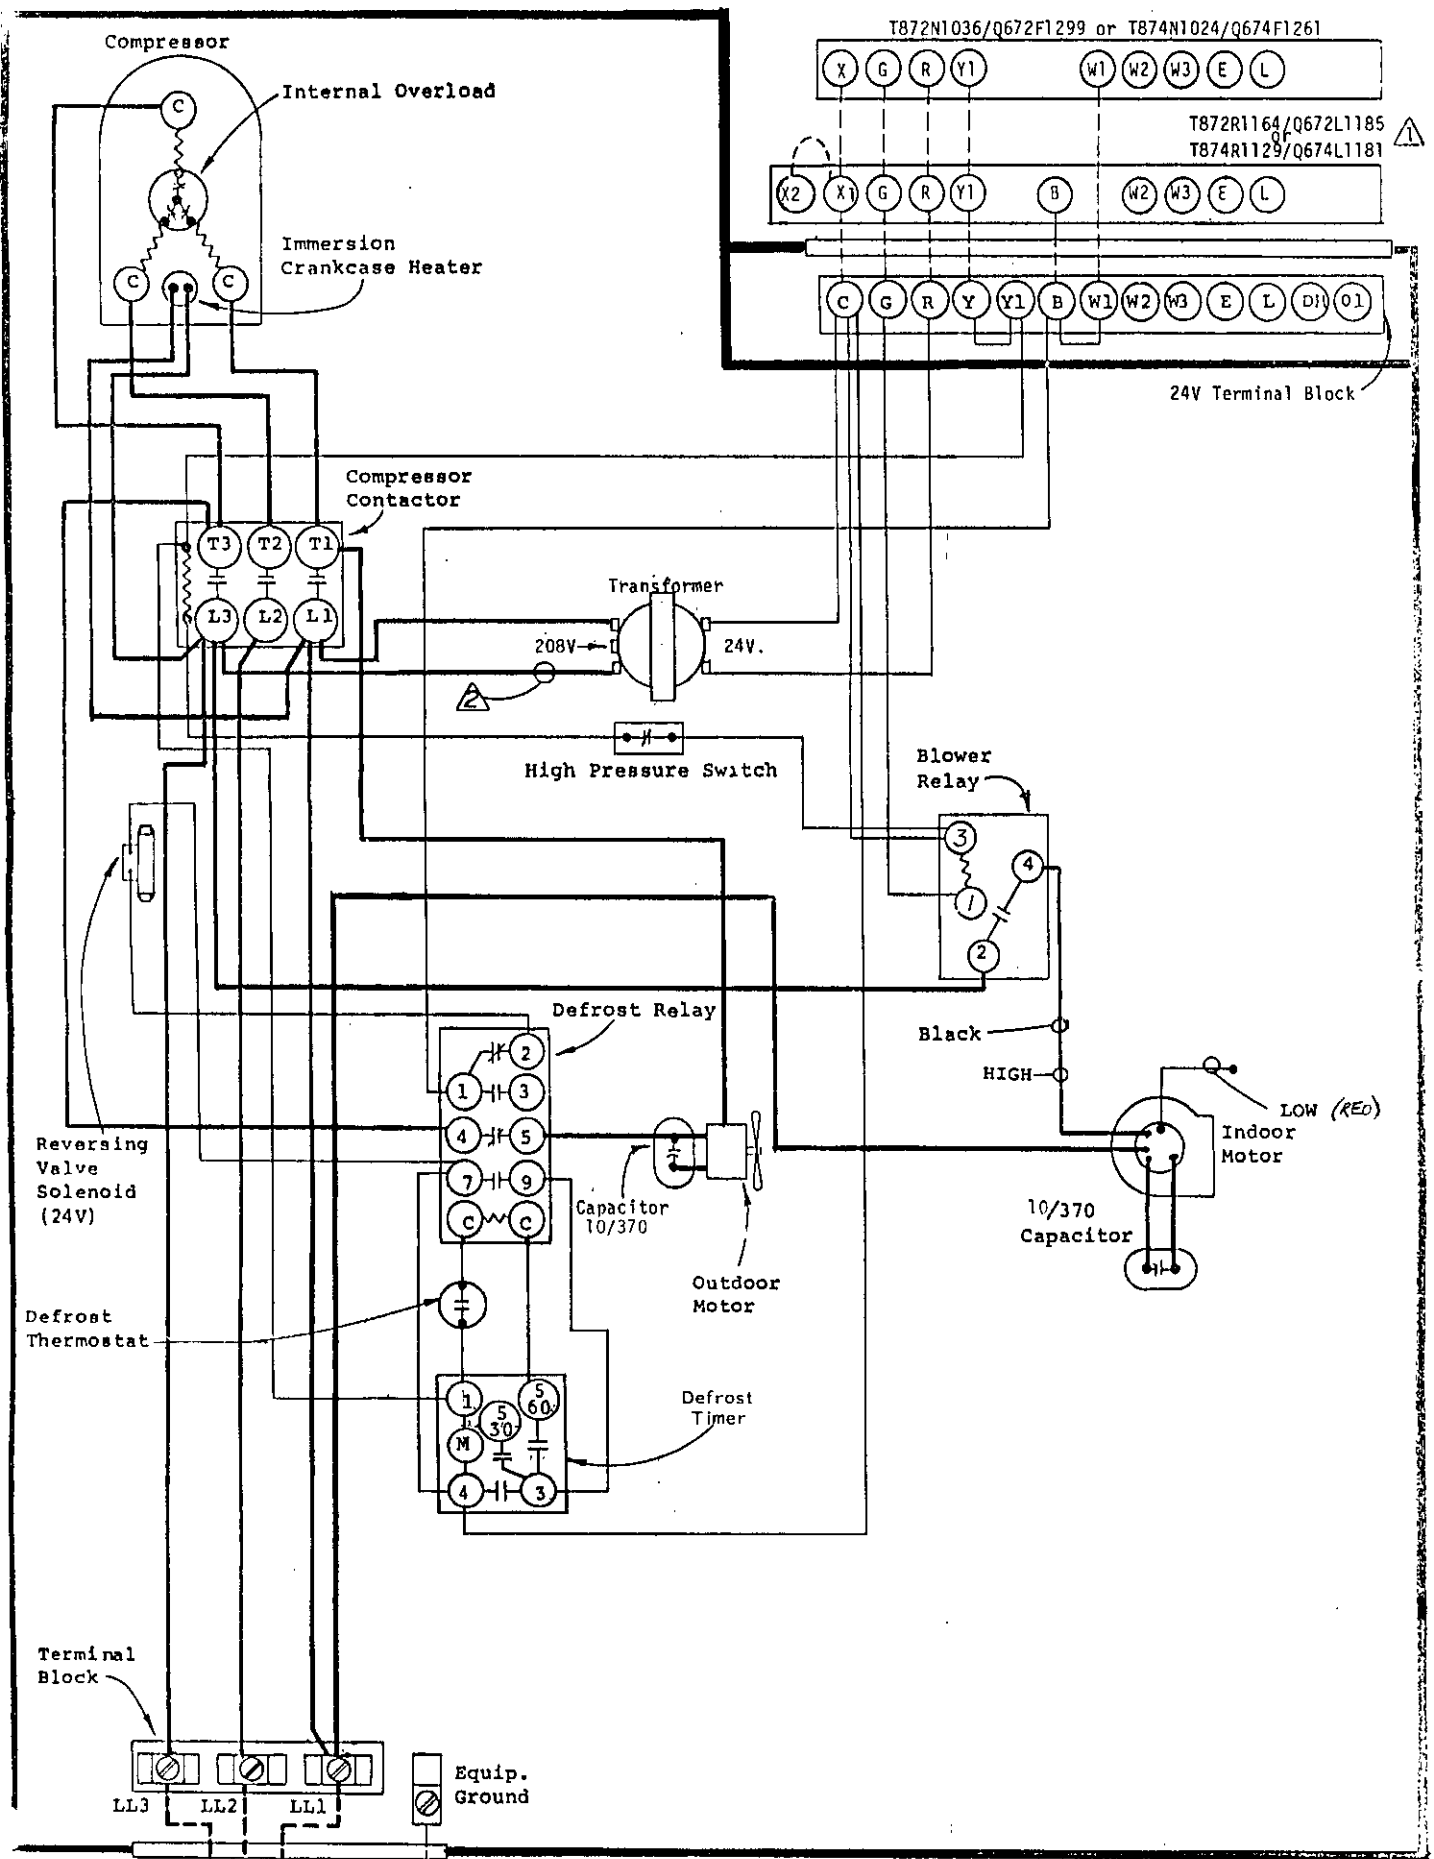 T872N1036/Q672F1299 or T874N1024/Q674F1261
X G R Y1 W1 W2 W3 E L
T872R1164/Q672L1185
or
T874R1129/Q674L1181
1
X2 X1 G R Y1 B W2 W3 E L
C G R Y Y1 B W1 W2 W3 E L DH O1
24V Terminal Block
Compressor
C
Internal Overload
Immersion
Crankcase Heater
C C
Compressor
Contactor
T3 T2 T1
L3 L2 L1
Transformer
208V
24V.
2
High Pressure Switch
Blower
Relay
3
4
1
2
Black
HIGH
LOW (RED)
Indoor
Motor
10/370
Capacitor
Defrost Relay
2
1 3
4 5
7 9
C C
Capacitor
10/370
Outdoor
Motor
Reversing
Valve
Solenoid
(24V)
Defrost
Thermostat
Defrost
Timer
1
5
30
5
60
M
4 3
Terminal
Block
LL3 LL2 LL1
Equip.
Ground